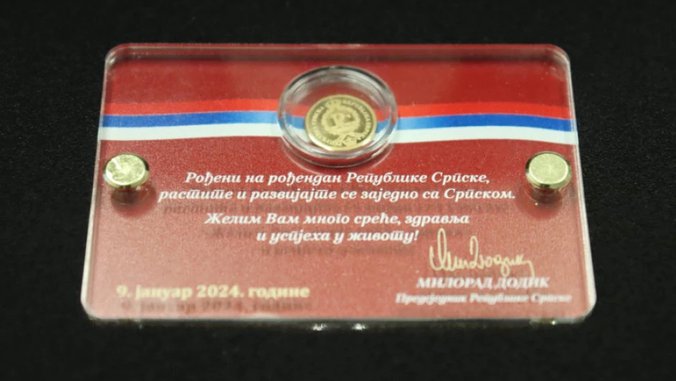 Рођени на рођендан Републике Српске,
растите и развијајте се заједно са Српском.
Желим Вам много среће, здравља
и успјеха у животу!
МИЛОРАД ДОДИК
9. јануар 2024. године
Предсједник Републике Српске